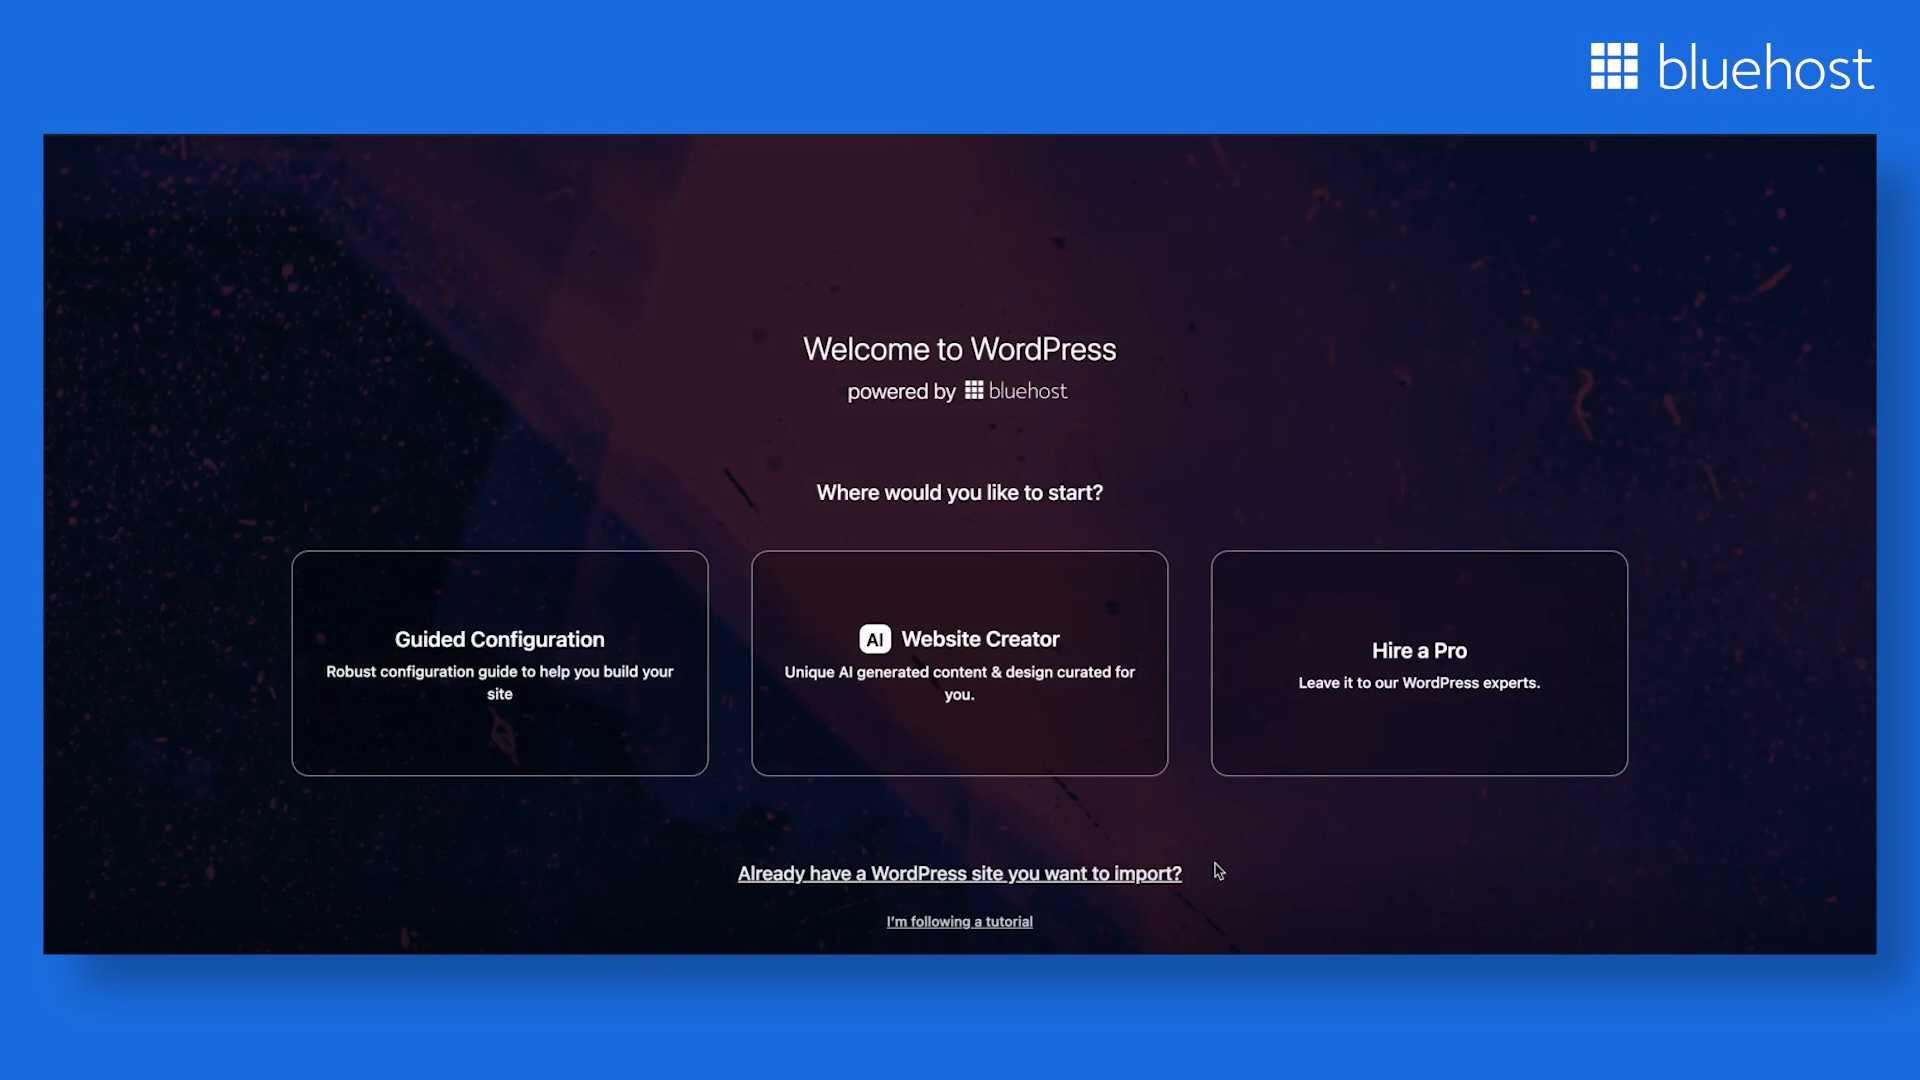 bluehost
Welcome to WordPress
powered by bluehost
Where would you like to start?
Guided Configuration
Robust configuration guide to help you build your
site
AI Website Creator
Unique AI generated content & design curated for
you.
Hire a Pro
Leave it to our WordPress experts.
Already have a WordPress site you want to import?
I'm following a tutorial